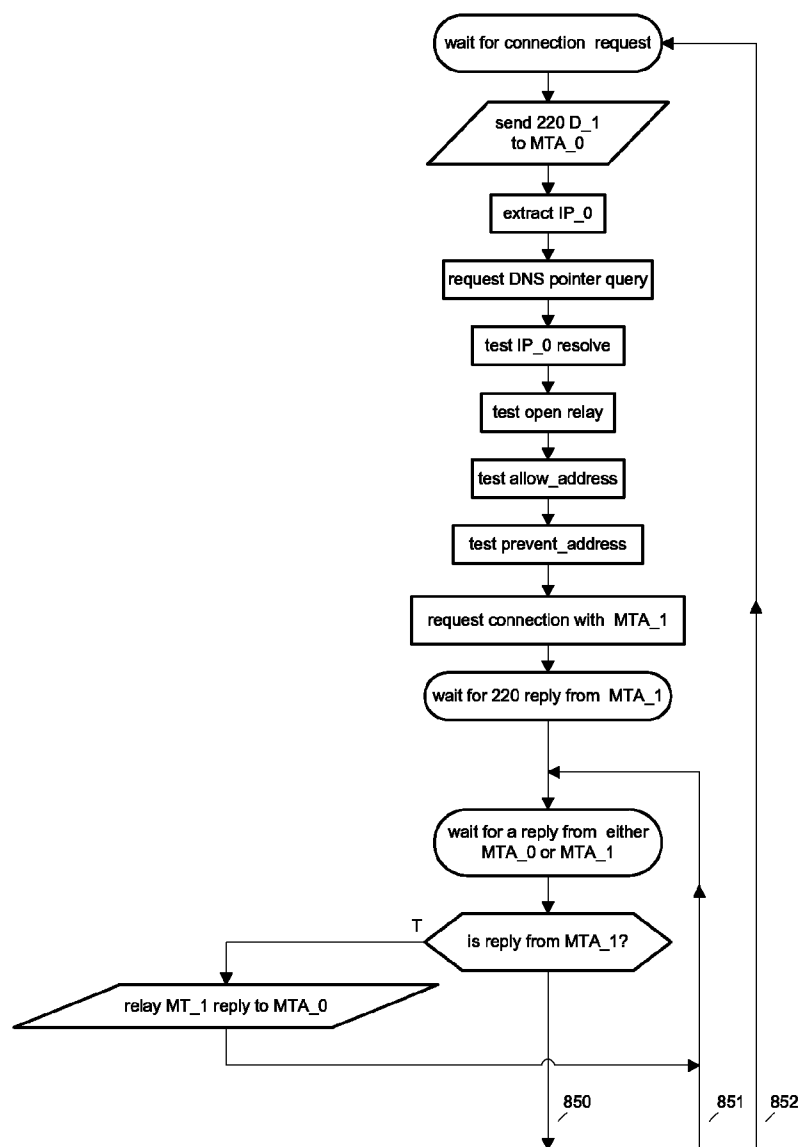 wait for connection request
send 220 D_1
to MTA_0
extract IP_0
request DNS pointer query
test IP_0 resolve
test open relay
test allow_address
test prevent_address
request connection with MTA_1
wait for 220 reply from MTA_1
wait for a reply from either
MTA_0 or MTA_1
T
is reply from MTA_1?
relay MT_1 reply to MTA_0
850
851
852